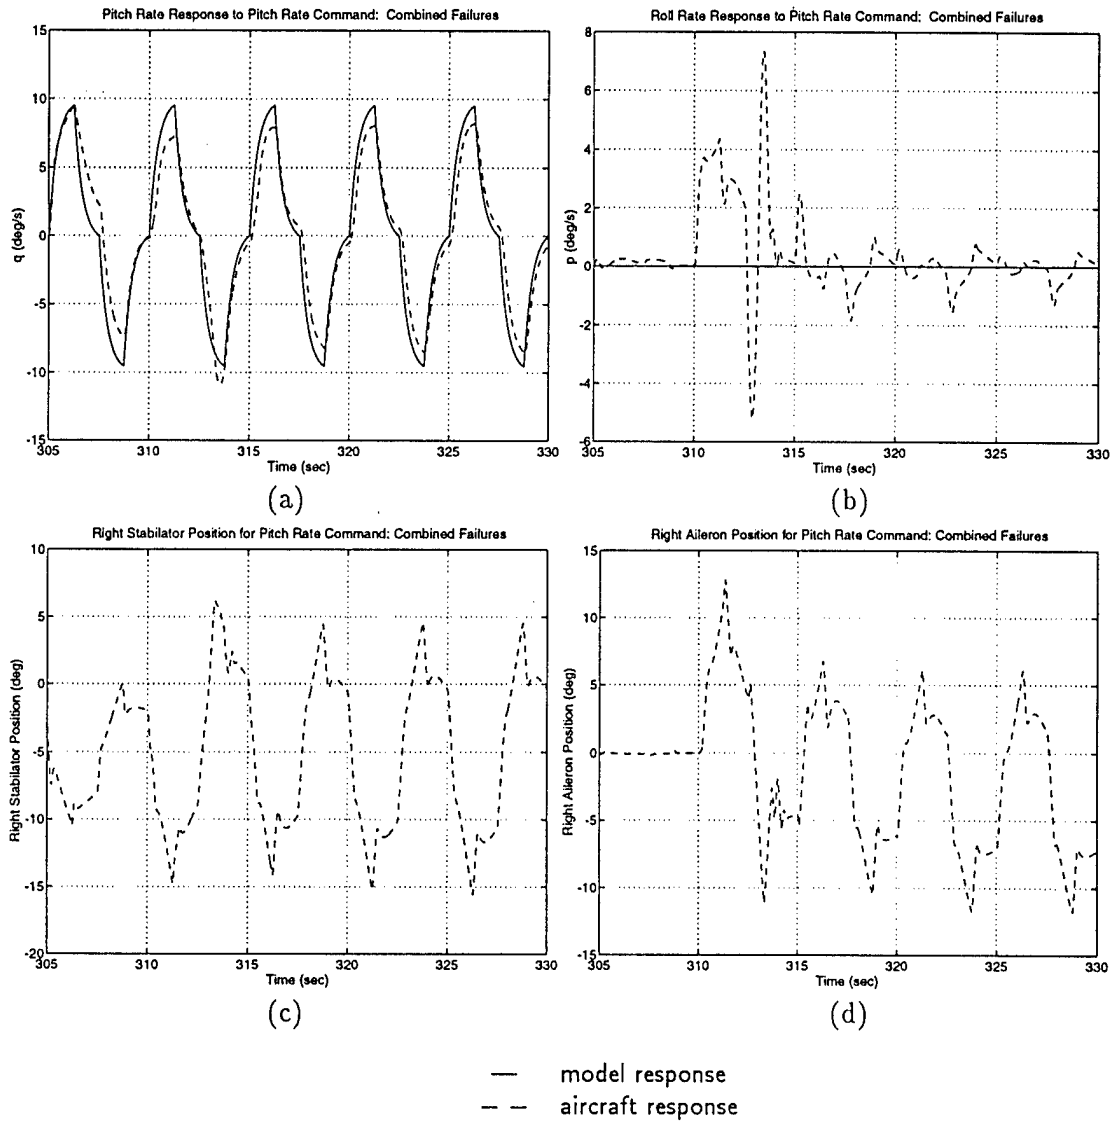 Pitch Rate Response to Pitch Rate Command: Combined Failures
15
10
5
0
-5
-10
-15
q (deg/s)
305 310 315 320 325 330
Time (sec)
(a)
Roll Rate Response to Pitch Rate Command: Combined Failures
8
6
4
2
0
-2
-4
-6
p (deg/s)
305 310 315 320 325 330
Time (sec)
(b)
Right Stabilator Position for Pitch Rate Command: Combined Failures
10
5
0
-5
-10
-15
-20
Right Stabilator Position (deg)
305 310 315 320 325 330
Time (sec)
(c)
Right Aileron Position for Pitch Rate Command: Combined Failures
15
10
5
0
-5
-10
-15
Right Aileron Position (deg)
305 310 315 320 325 330
Time (sec)
(d)
model response
aircraft response